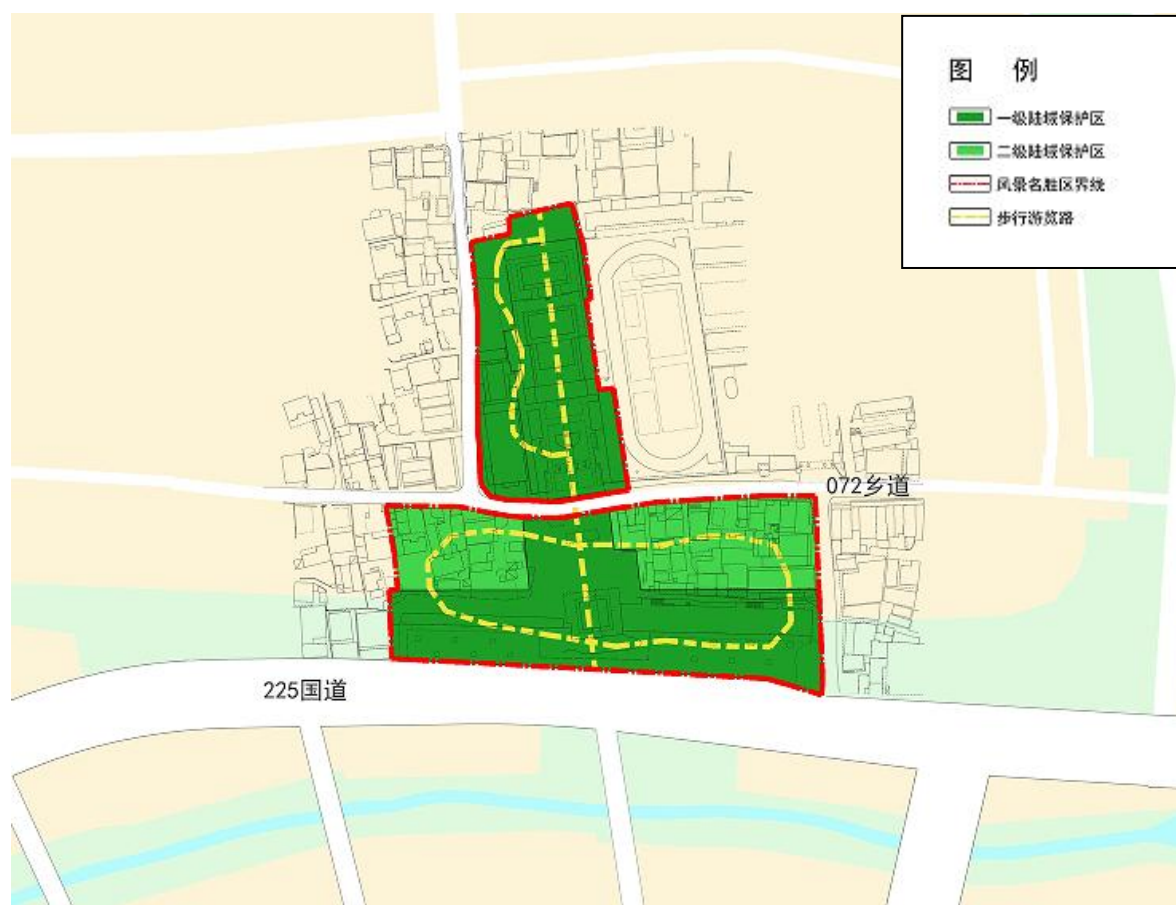 图 例
一级陆域保护区
二级陆域保护区
风景名胜区界线
步行游览路
072乡道
225国道